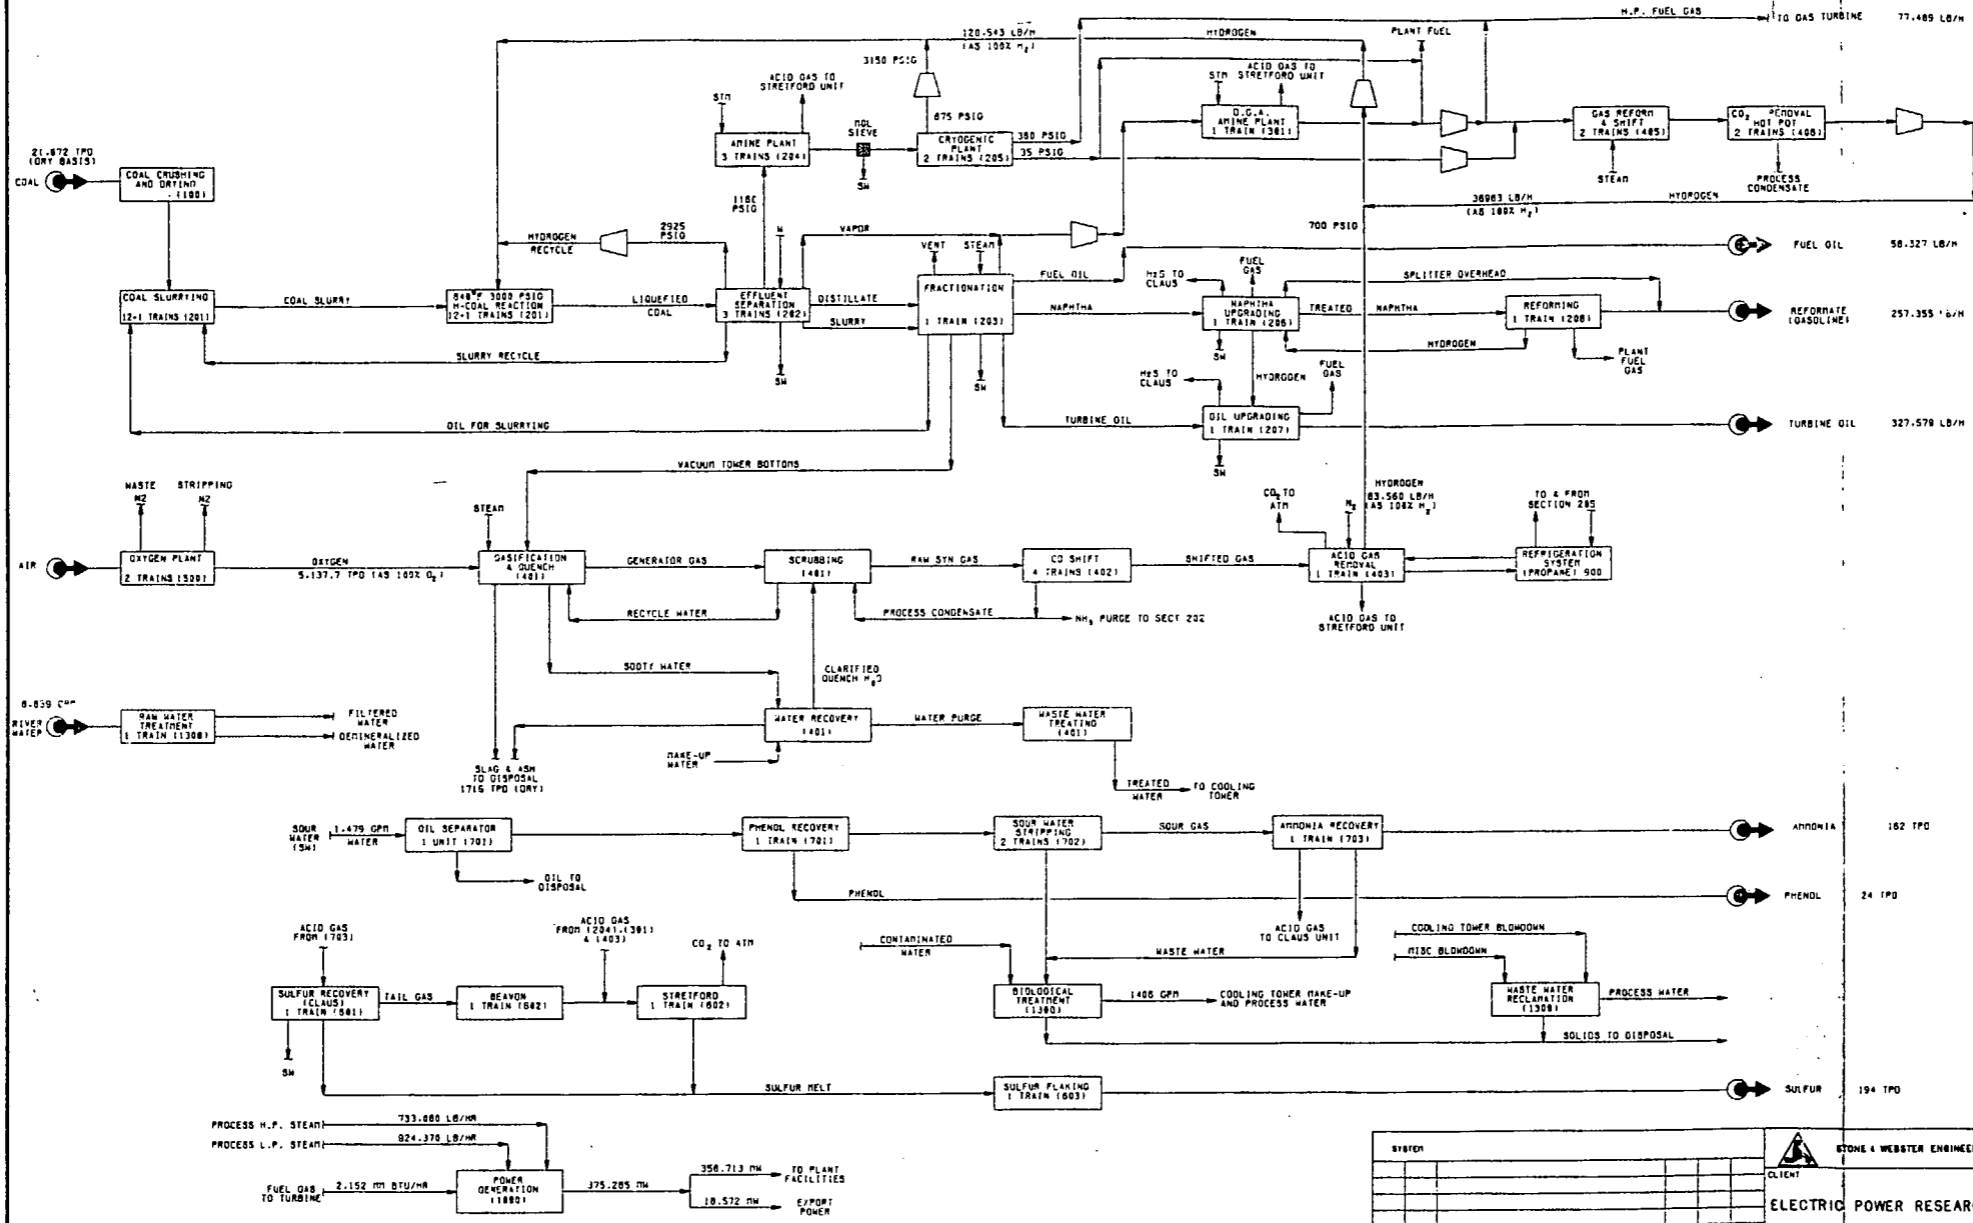 H.P. FUEL GAS
TO GAS TURBINE 77.489 LB/H
120.543 LB/H
(AS 100% H2)
HYDROGEN
PLANT FUEL
3150 PSIG
ACID GAS TO
STRETFORD UNIT
ACID GAS TO
STRETFORD UNIT
STM
STM
675 PSIG
MOL
SIEVE
D.G.A.
AMINE PLANT
1 TRAIN (301)
GAS REFORM
& SHIFT
2 TRAINS (405)
CO2 REMOVAL
HOT POT
2 TRAINS (406)
AMINE PLANT
3 TRAINS (204)
CRYOGENIC
PLANT
2 TRAINS (205)
380 PSIG
35 PSIG
21.672 TPD
(DRY BASIS)
COAL
COAL CRUSHING
AND DRYING
(100)
SW
STEAM
PROCESS
CONDENSATE
1180
PSIG
36983 LB/H
(AS 100% H2)
HYDROGEN
700 PSIG
HYDROGEN
RECYCLE
2925
PSIG
VAPOR
VENT
STEAM
FUEL OIL 58.327 LB/H
COAL SLURRYING
12+1 TRAINS (201)
COAL SLURRY
848°F 3000 PSIG
H-COAL REACTION
12+1 TRAINS (201)
LIQUEFIED
COAL
EFFLUENT
SEPARATION
3 TRAINS (202)
DISTILLATE
SLURRY
FRACTIONATION
1 TRAIN (203)
FUEL OIL
NAPHTHA
H2S TO
CLAUS
FUEL
GAS
SPLITTER OVERHEAD
NAPHTHA
UPGRADING
1 TRAIN (206)
TREATED NAPHTHA
REFORMING
1 TRAIN (208)
REFORMATE
(GASOLINE)
257.355 LB/H
SLURRY RECYCLE
SW
SW
SW
HYDROGEN
PLANT
FUEL
GAS
H2S TO
CLAUS
HYDROGEN
FUEL
GAS
OIL FOR SLURRYING
TURBINE OIL
OIL UPGRADING
1 TRAIN (207)
TURBINE OIL 327.579 LB/H
VACUUM TOWER BOTTOMS
SW
WASTE
N2
STRIPPING
N2
STEAM
CO2 TO
ATM
N2
HYDROGEN
83.560 LB/H
(AS 100% H2)
TO & FROM
SECTION 205
AIR
OXYGEN PLANT
2 TRAINS (500)
OXYGEN
5.137.7 TPD (AS 100% O2)
GASIFICATION
& QUENCH
(401)
GENERATOR GAS
SCRUBBING
(401)
RAW SYN GAS
CO SHIFT
4 TRAINS (402)
SHIFTED GAS
ACID GAS
REMOVAL
1 TRAIN (403)
REFRIGERATION
SYSTEM
(PROPANE) 900
RECYCLE WATER
PROCESS CONDENSATE
NH3 PURGE TO SECT 202
ACID GAS TO
STRETFORD UNIT
SOOTY WATER
CLARIFIED
QUENCH H2O
RIVER
WATER
RAW WATER
TREATMENT
1 TRAIN (1300)
FILTERED
WATER
DEMINERALIZED
WATER
WATER RECOVERY
(401)
WATER PURGE
WASTE WATER
TREATING
(401)
MAKE-UP
WATER
SLAG & ASH
TO DISPOSAL
1716 TPD (DRY)
TREATED
WATER
TO COOLING
TOWER
SOUR
WATER
(SW)
1.479 GPM
WATER
OIL SEPARATOR
1 UNIT (701)
PHENOL RECOVERY
1 TRAIN (701)
SOUR WATER
STRIPPING
2 TRAINS (702)
SOUR GAS
AMMONIA RECOVERY
1 TRAIN (703)
AMMONIA 162 TPD
OIL TO
DISPOSAL
PHENOL
PHENOL 24 TPD
ACID GAS
FROM (703)
ACID GAS
FROM (204),(301)
& (403)
CO2 TO ATM
CONTAMINATED
WATER
ACID GAS
TO CLAUS UNIT
WASTE WATER
COOLING TOWER BLOWDOWN
MISC BLOWDOWN
SULFUR RECOVERY
(CLAUS)
1 TRAIN (601)
TAIL GAS
BEAVON
1 TRAIN (602)
STRETFORD
1 TRAIN (602)
BIOLOGICAL
TREATMENT
(1300)
1406 GPM
COOLING TOWER MAKE-UP
AND PROCESS WATER
WASTE WATER
RECLAMATION
(1300)
PROCESS WATER
SOLIDS TO DISPOSAL
SW
SULFUR MELT
SULFUR FLAKING
1 TRAIN (603)
SULFUR 194 TPD
PROCESS H.P. STEAM
733.080 LB/HR
PROCESS L.P. STEAM
824.370 LB/HR
FUEL GAS
TO TURBINE
2.152 MM BTU/HR
POWER
GENERATION
375.285 MW
356.713 MW
TO PLANT
FACILITIES
18.572 MW
EXPORT
POWER
SYSTEM
STONE & WEBSTER ENGINEE
CLIENT
ELECTRIC POWER RESEAR